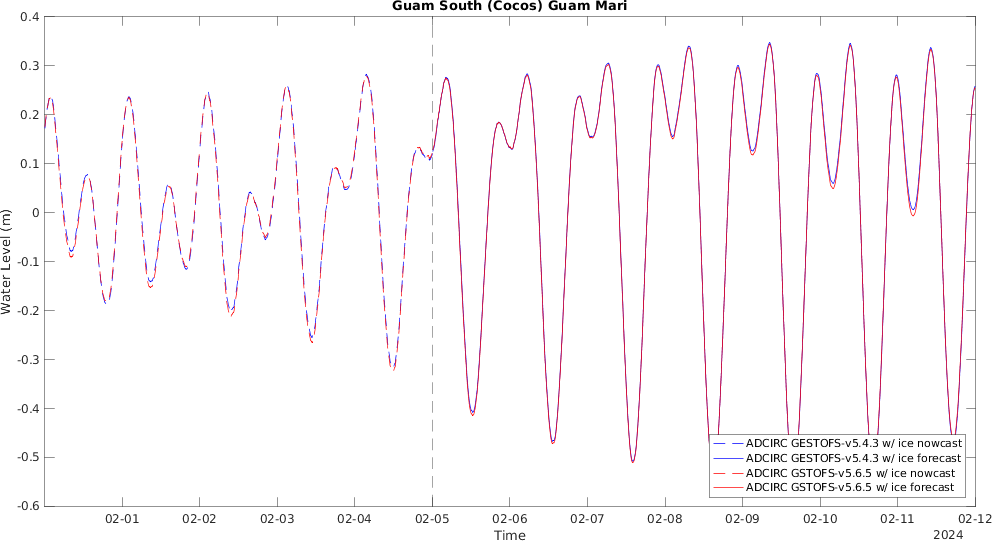 Guam South (Cocos) Guam Mari
0.4
0.3
0.2
0.1
0
-0.1
-0.2
-0.3
-0.4
-0.5
-0.6
Water Level (m)
ADCIRC GESTOFS-v5.4.3 w/ ice nowcast
ADCIRC GESTOFS-v5.4.3 w/ ice forecast
ADCIRC GSTOFS-v5.6.5 w/ ice nowcast
ADCIRC GSTOFS-v5.6.5 w/ ice forecast
02-01 02-02 02-03 02-04 02-05 02-06 02-07 02-08 02-09 02-10 02-11 02-12
Time
2024